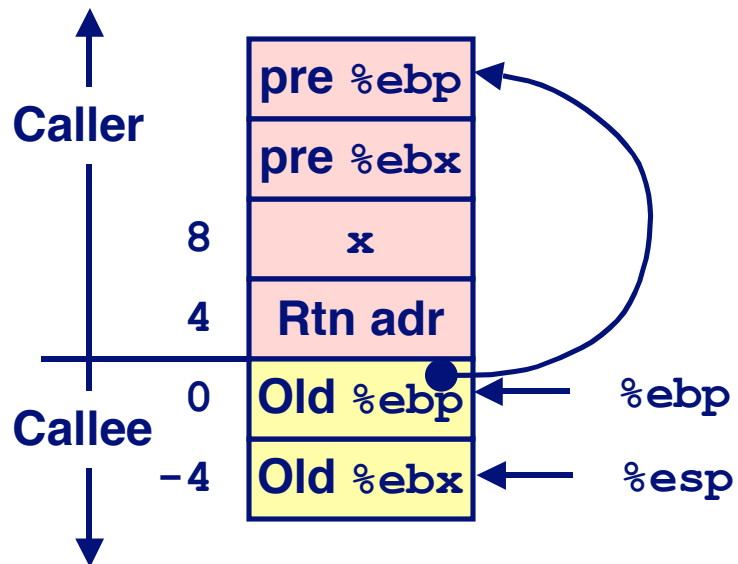 pre %ebp
Caller
pre %ebx
8 x
4 Rtn adr
0 Old %ebp %ebp
Callee
-4 Old %ebx %esp